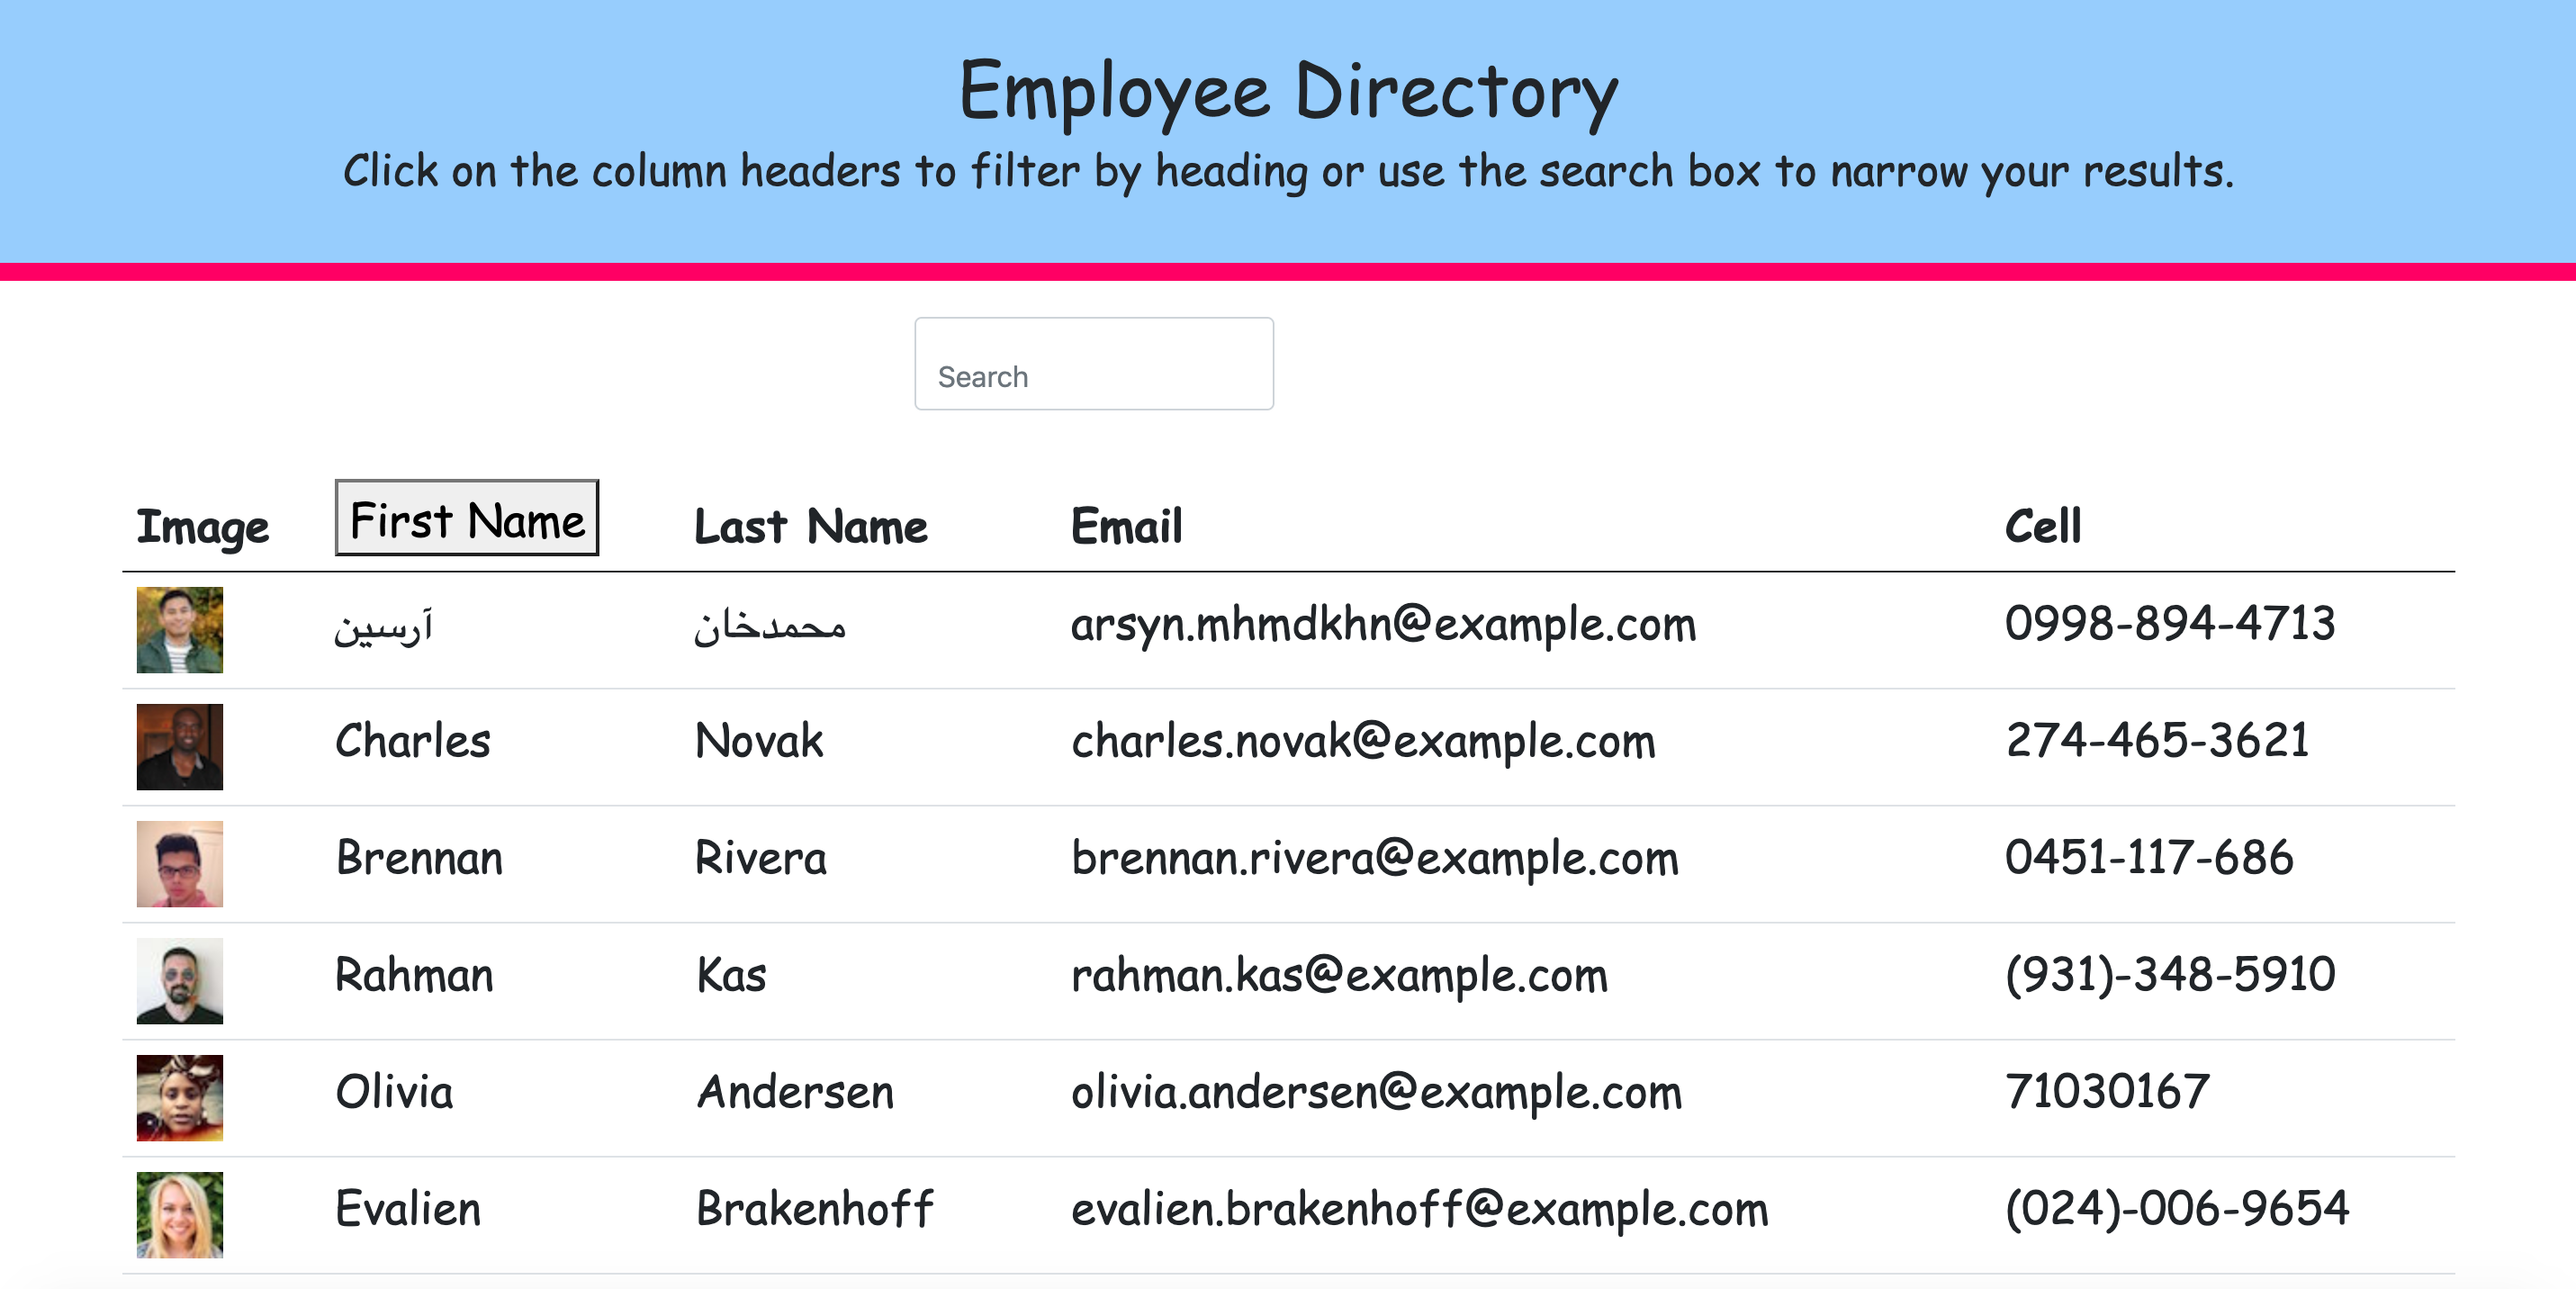 Employee Directory
Click on the column headers to filter by heading or use the search box to narrow your results.
Search
Image First Name Last Name Email Cell
آرسین محمدخان arsyn.mhmdkhn@example.com 0998-894-4713
Charles Novak charles.novak@example.com 274-465-3621
Brennan Rivera brennan.rivera@example.com 0451-117-686
Rahman Kas rahman.kas@example.com (931)-348-5910
Olivia Andersen olivia.andersen@example.com 71030167
Evalien Brakenhoff evalien.brakenhoff@example.com (024)-006-9654